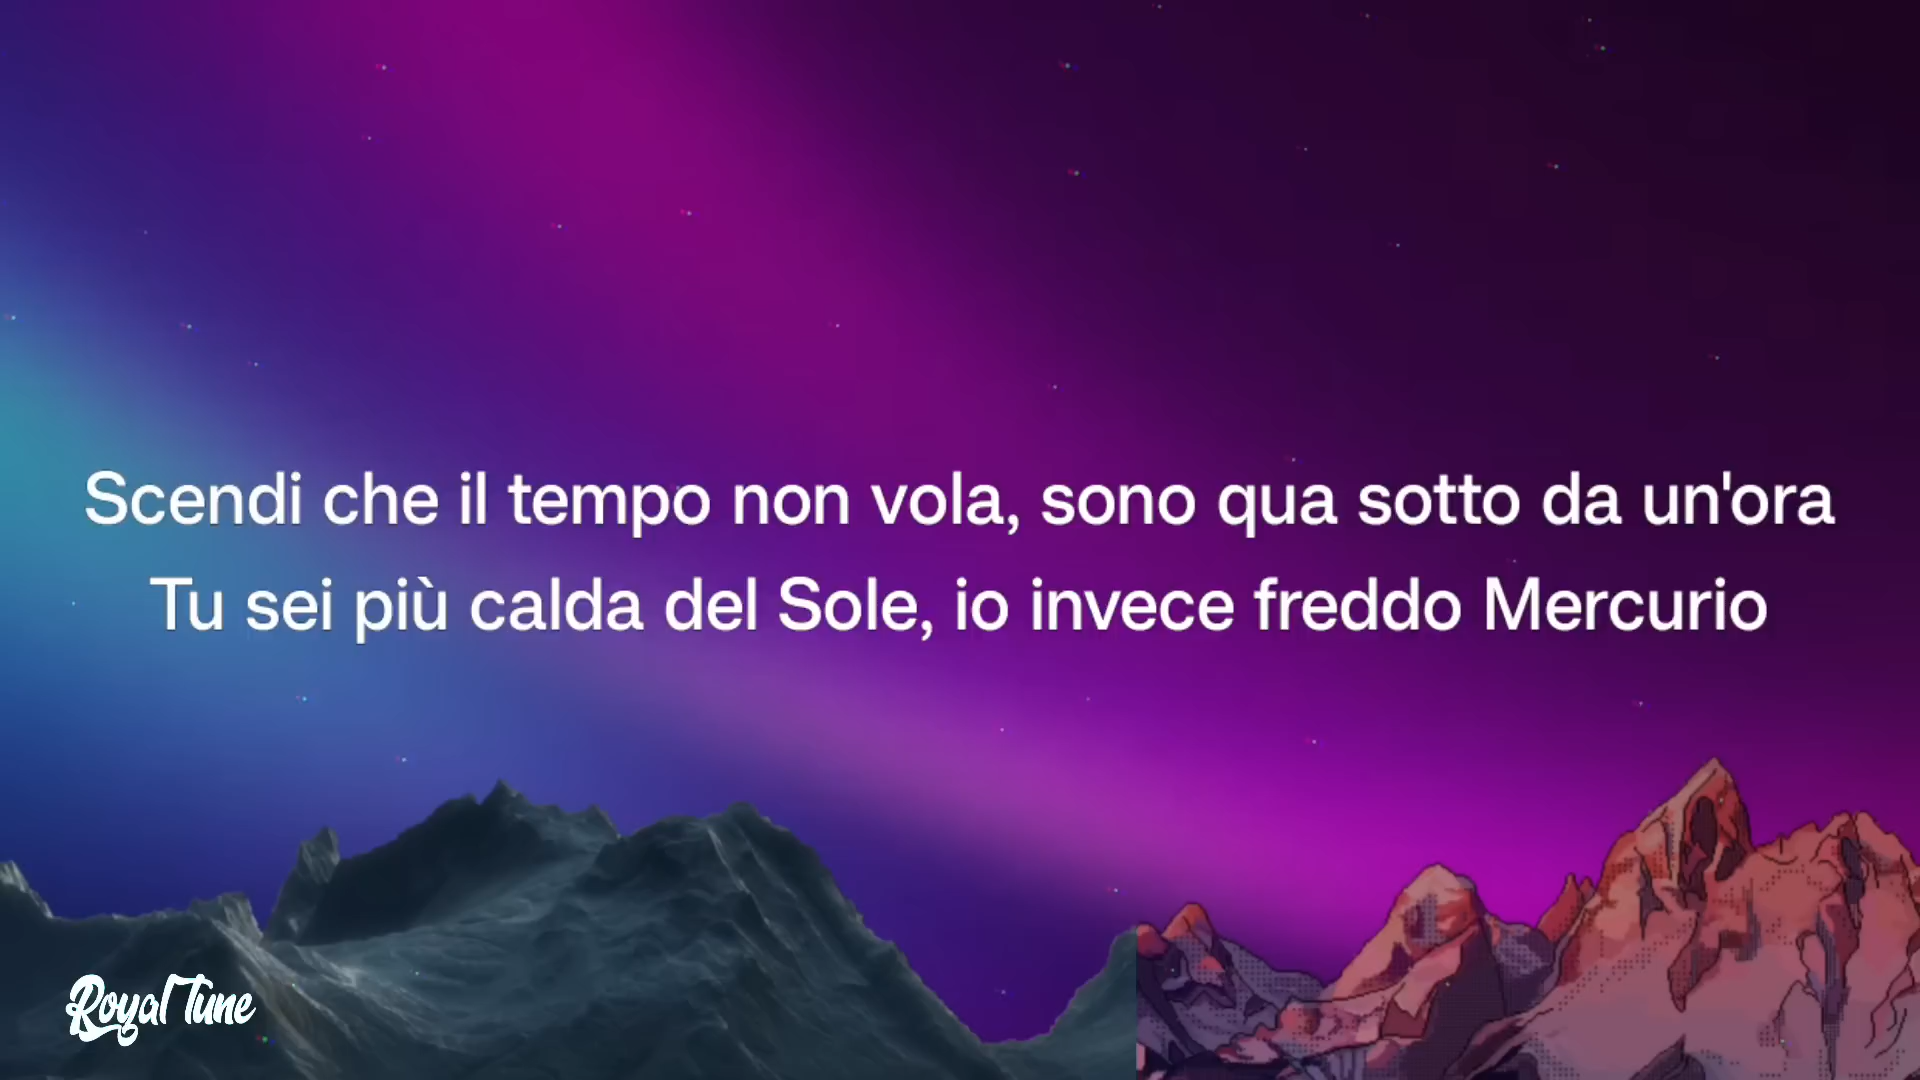 Scendi che il tempo non vola, sono qua sotto da un'ora
Tu sei più calda del Sole, io invece freddo Mercurio
Royal Tune